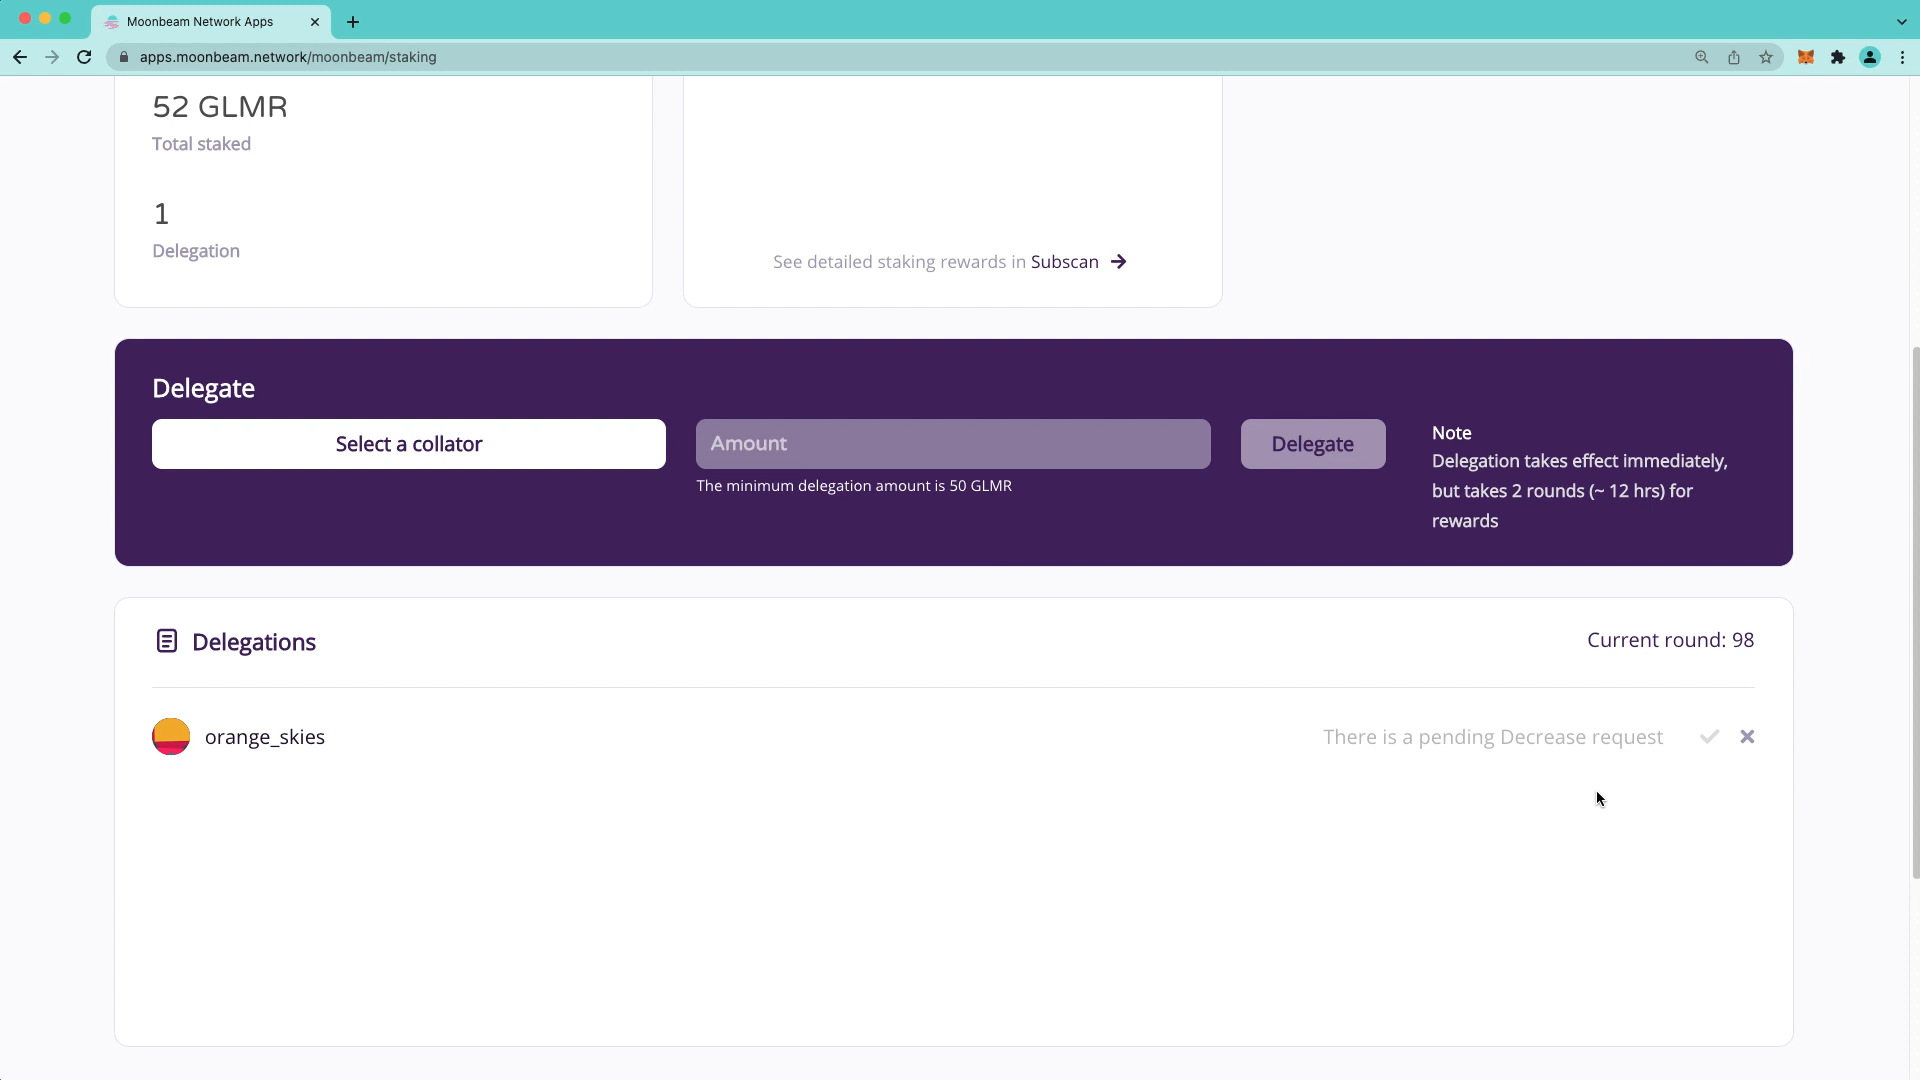 Moonbeam Network Apps
apps.moonbeam.network/moonbeam/staking
52 GLMR
Total staked
1
Delegation
See detailed staking rewards in Subscan
Delegate
Select a collator
Amount
Delegate
The minimum delegation amount is 50 GLMR
Note
Delegation takes effect immediately,
but takes 2 rounds (~ 12 hrs) for
rewards
Delegations
Current round: 98
orange_skies
There is a pending Decrease request